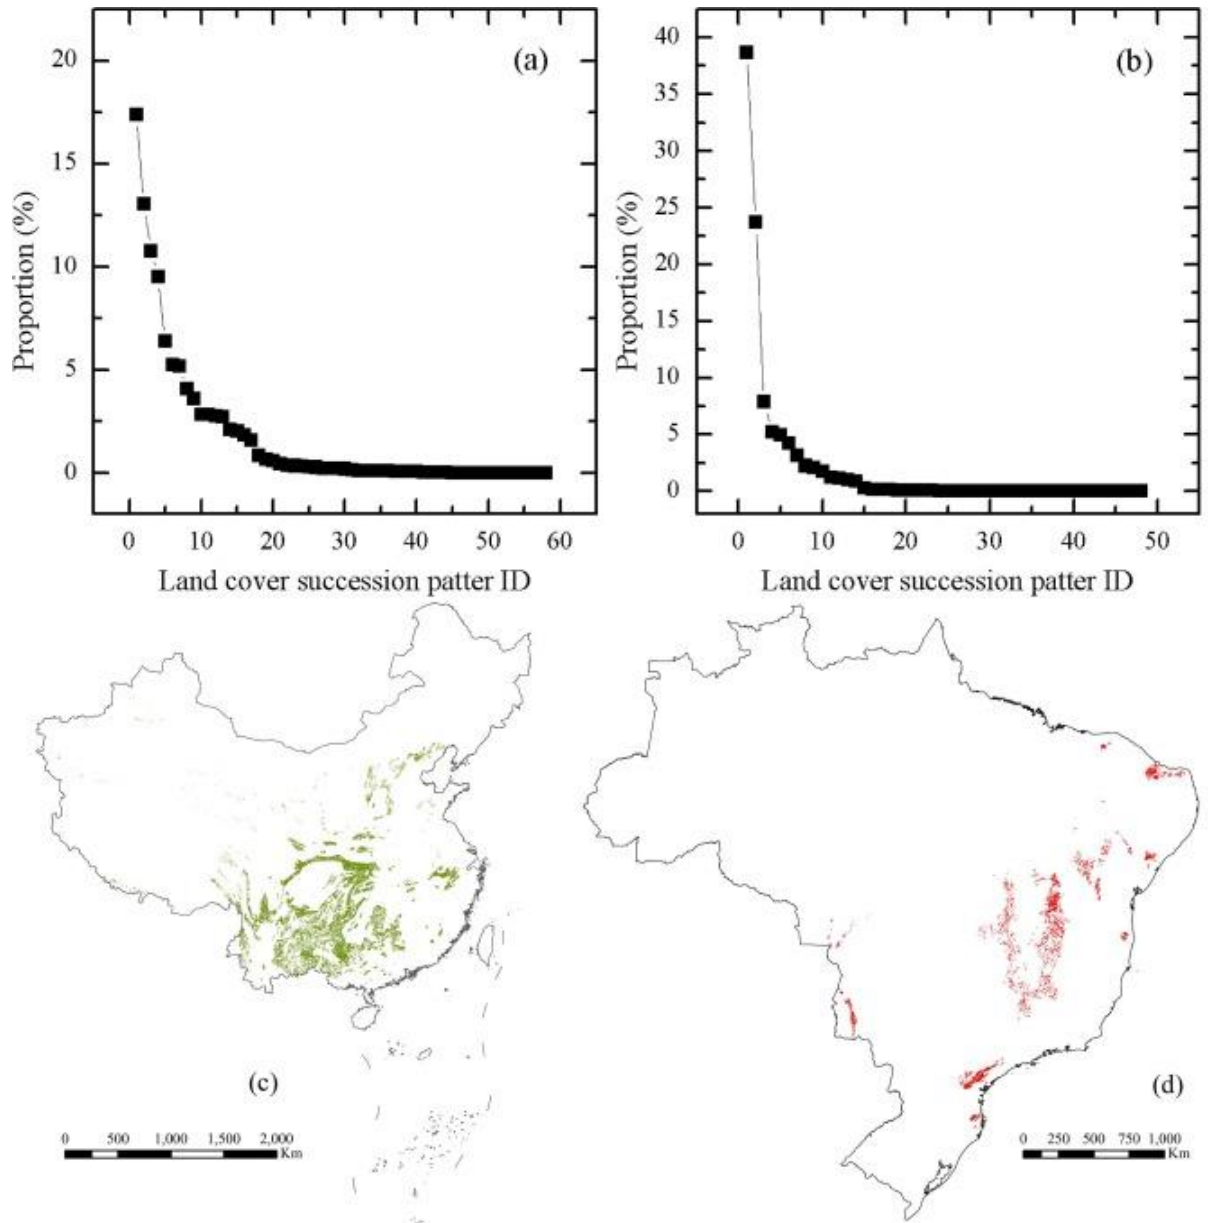 (a)
20
15
10
5
0
Proportion (%)
0 10 20 30 40 50 60
Land cover succession patter ID
(b)
40
35
30
25
20
15
10
5
0
Proportion (%)
0 10 20 30 40 50
Land cover succession patter ID
(c)
0 500 1,000 1,500 2,000
Km
(d)
0 250 500 750 1,000
Km